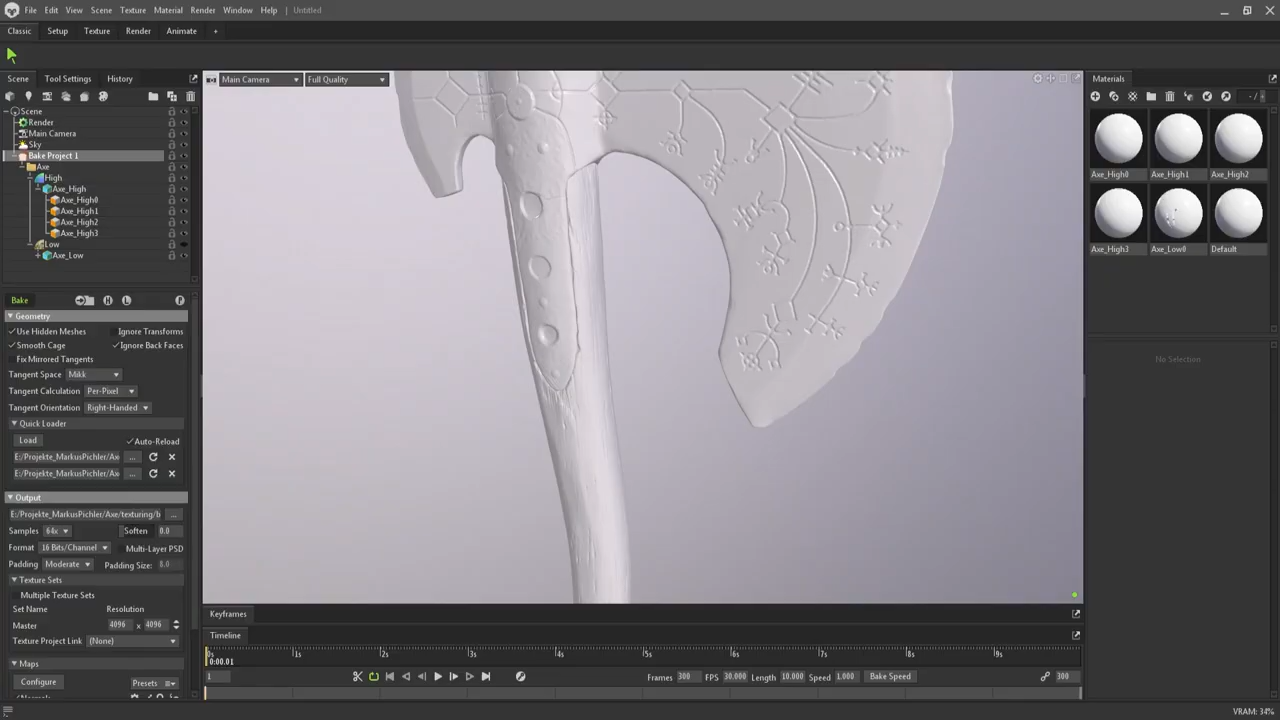 File Edit View Scene Texture Material Render Window Help Untitled
Classic Setup Texture Render Animate +
Scene Tool Settings History
Main Camera Full Quality
Materials
Scene
Render
Main Camera
Sky
Bake Project 1
Axe
High
Axe_High
Axe_High0
Axe_High1
Axe_High2
Axe_High3
Low
Axe_Low
Axe_High0 Axe_High1 Axe_High2
Axe_High3 Axe_Low0 Default
No Selection
Bake H L P
Geometry
Use Hidden Meshes Ignore Transforms
Smooth Cage Ignore Back Faces
Fix Mirrored Tangents
Tangent Space Mikk
Tangent Calculation Per-Pixel
Tangent Orientation Right-Handed
Quick Loader
Load Auto-Reload
E:/Projekte_MarkusPichler/Ax ...
E:/Projekte_MarkusPichler/Ax ...
Output
E:/Projekte_MarkusPichler/Axe/texturing/b ...
Samples 64x Soften 0.0
Format 16 Bits/Channel Multi-Layer PSD
Padding Moderate Padding Size: 8.0
Texture Sets
Multiple Texture Sets
Set Name Resolution
Master 4096 x 4096
Texture Project Link (None)
Maps
Configure Presets
Normals
Keyframes
Timeline
0s 1s 2s 3s 4s 5s 6s 7s 8s 9s
0:00.01
1 Frames 300 FPS 30.000 Length 10.000 Speed 1.000 Bake Speed 300
VRAM: 34%